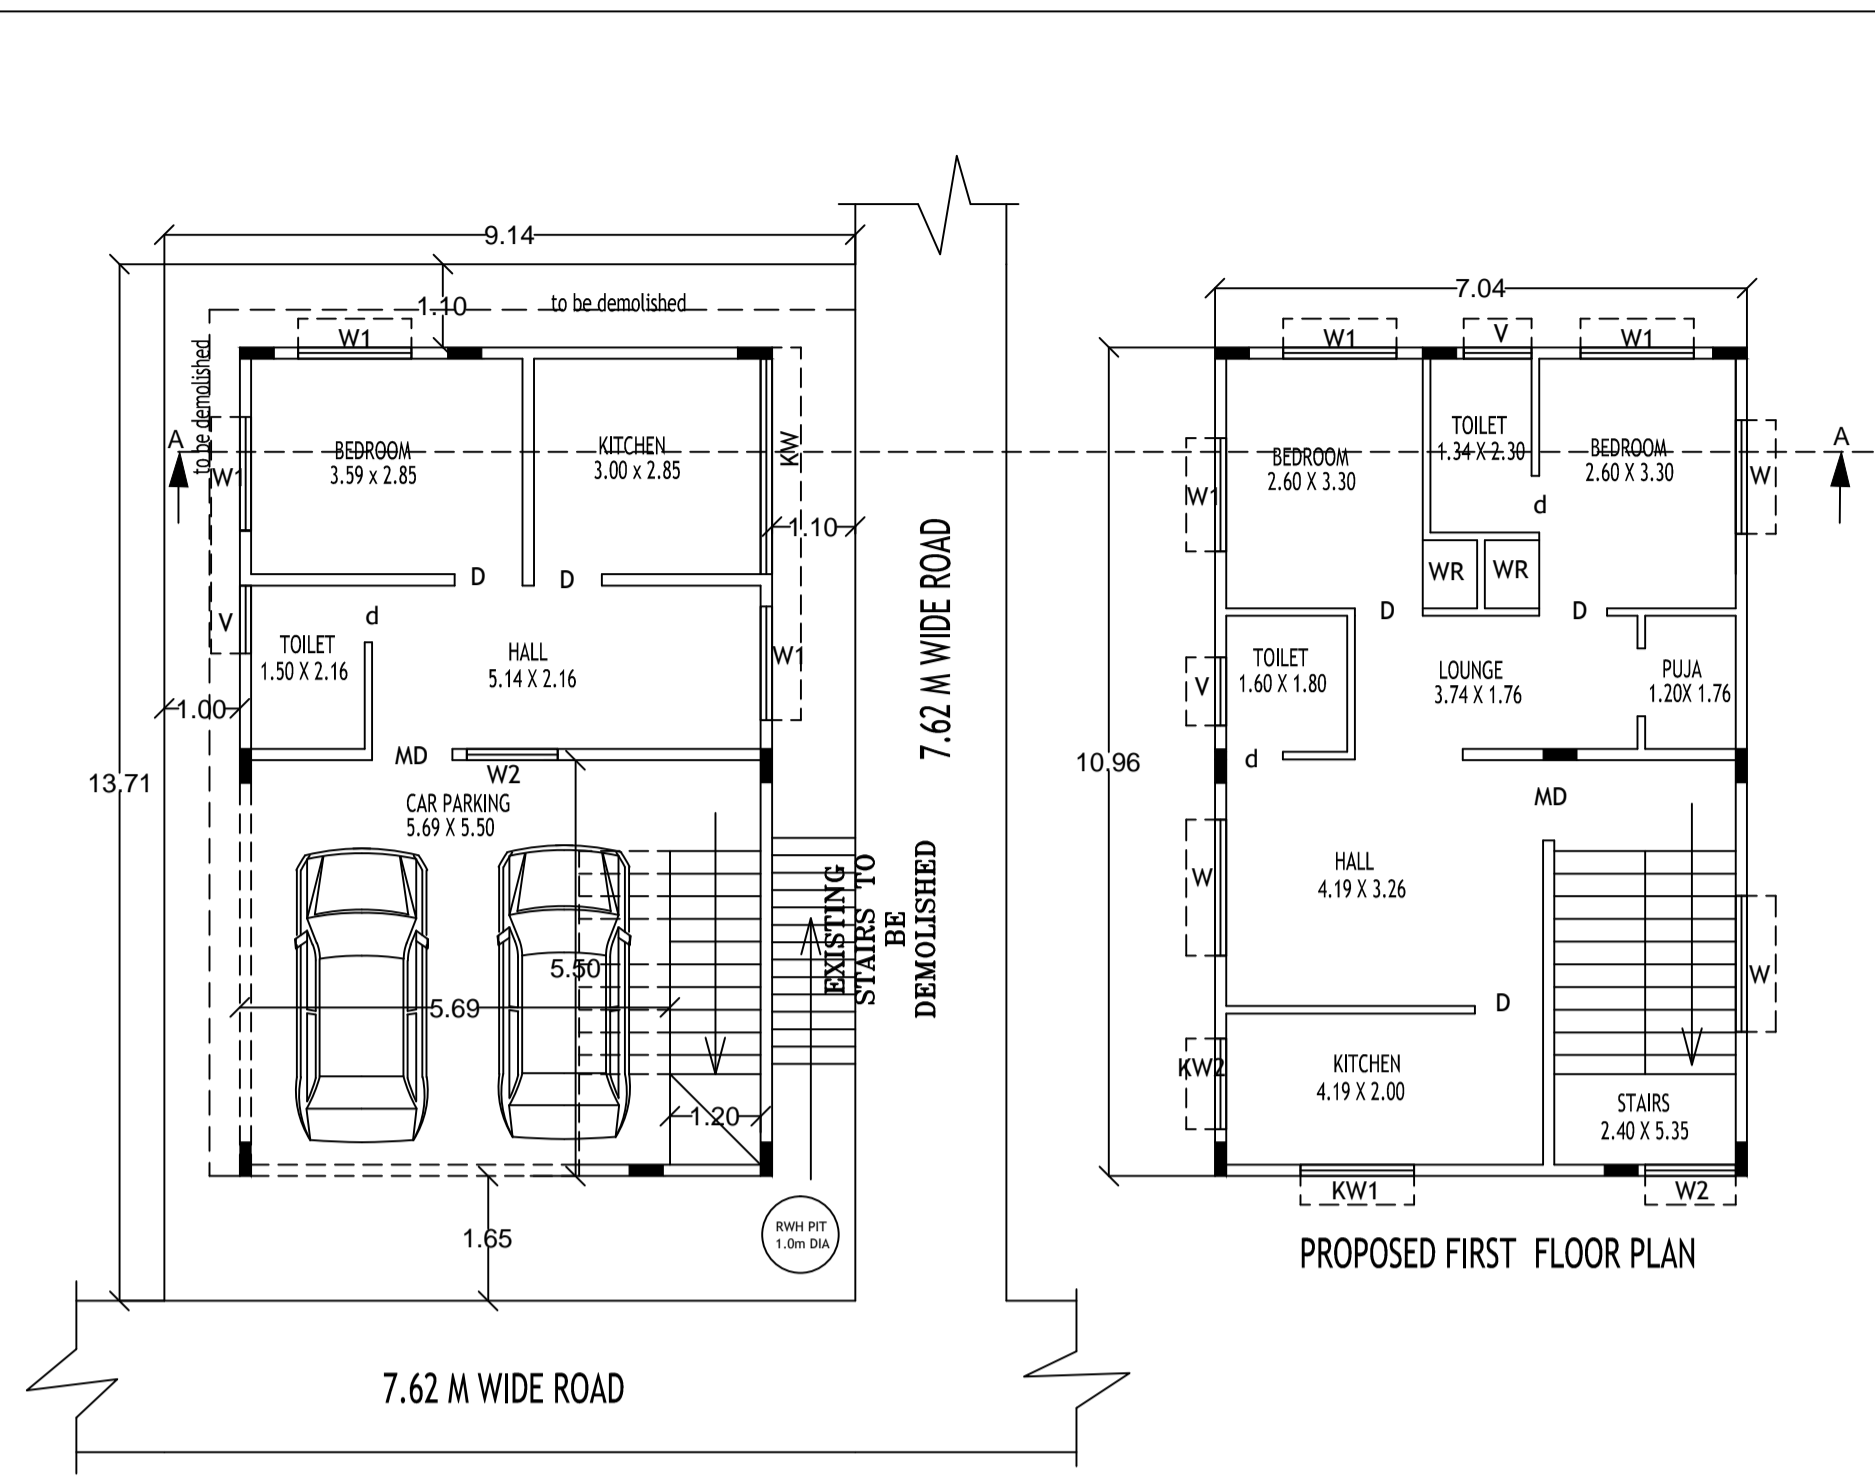 9.14
1.10
to be demolished
to be demolished
W1
A
BEDROOM
3.59 x 2.85
KITCHEN
3.00 x 2.85
KW
W1
1.10
D
D
d
V
TOILET
1.50 X 2.16
HALL
5.14 X 2.16
W1
1.00
MD
W2
13.71
CAR PARKING
5.69 X 5.50
5.50
5.69
1.20
EXISTING
STAIRS TO
BE
DEMOLISHED
7.62 M WIDE ROAD
1.65
RWH PIT
1.0m DIA
7.62 M WIDE ROAD
7.04
W1
V
W1
TOILET
1.34 X 2.30
BEDROOM
2.60 X 3.30
BEDROOM
2.60 X 3.30
A
W1
W
d
WR
WR
D
D
TOILET
1.60 X 1.80
LOUNGE
3.74 X 1.76
PUJA
1.20X 1.76
V
10.96
d
MD
HALL
4.19 X 3.26
W
W
D
KITCHEN
4.19 X 2.00
KW2
STAIRS
2.40 X 5.35
KW1
W2
PROPOSED FIRST FLOOR PLAN